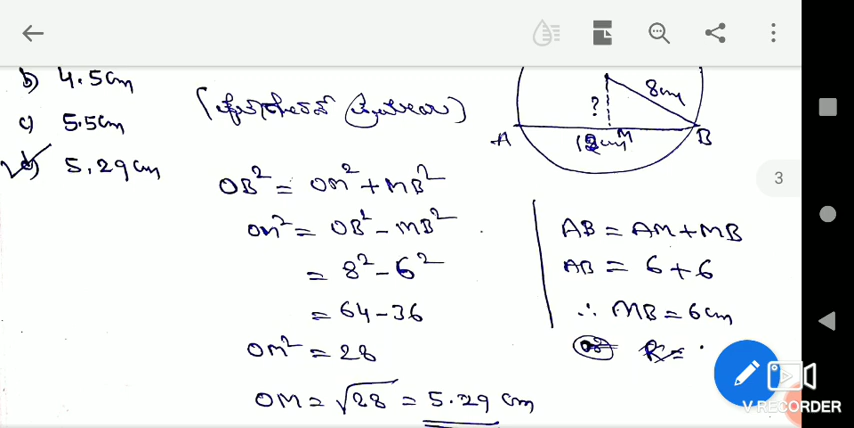 b) 4.5cm
c) 5.5cm
d) 5.29cm
8cm
?
A
M
B
12cm
3
OB² = OM² + MB²
OM² = OB² - MB²
= 8² - 6²
= 64 - 36
OM² = 28
OM = √28 = 5.29 cm
AB = AM + MB
AB = 6 + 6
∴ MB = 6cm
R = .
V-RECORDER